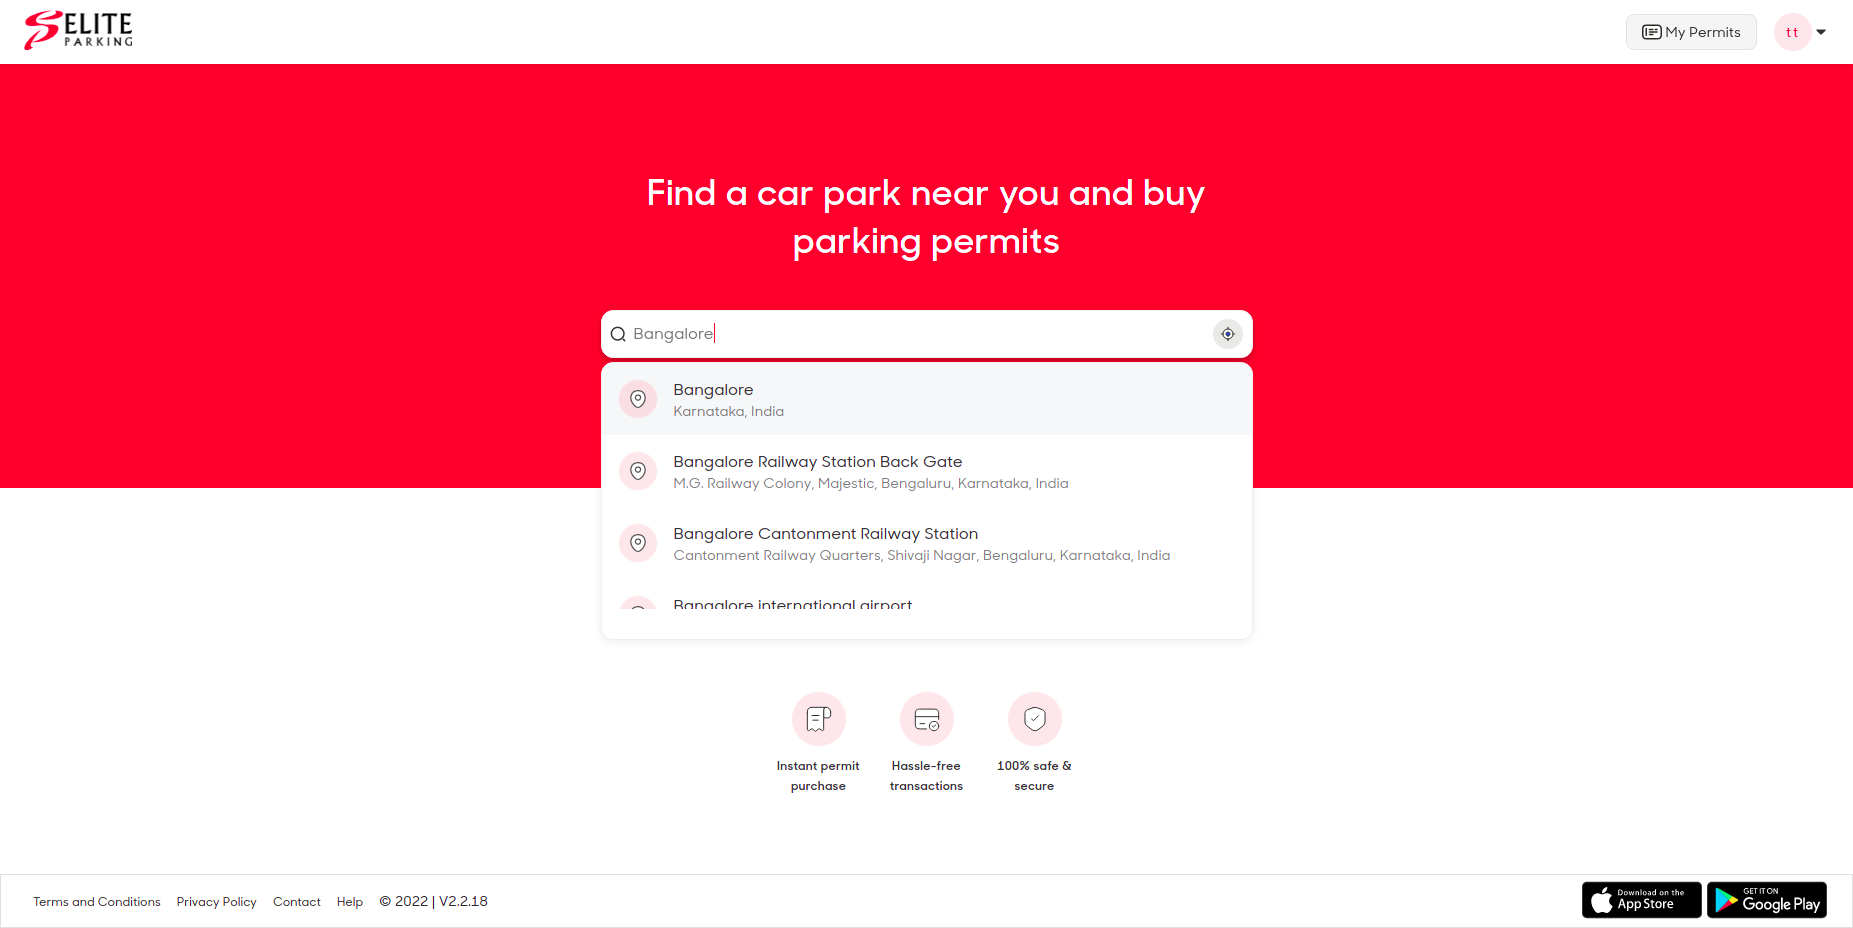 SELITE
PARKING
My Permits
tt
Find a car park near you and buy
parking permits
Bangalore
Bangalore
Karnataka, India
Bangalore Railway Station Back Gate
M.G. Railway Colony, Majestic, Bengaluru, Karnataka, India
Bangalore Cantonment Railway Station
Cantonment Railway Quarters, Shivaji Nagar, Bengaluru, Karnataka, India
Bangalore international airport
Instant permit
purchase
Hassle-free
transactions
100% safe &
secure
Terms and Conditions Privacy Policy Contact Help © 2022 | V2.2.18
Download on the
App Store
GET IT ON
Google Play